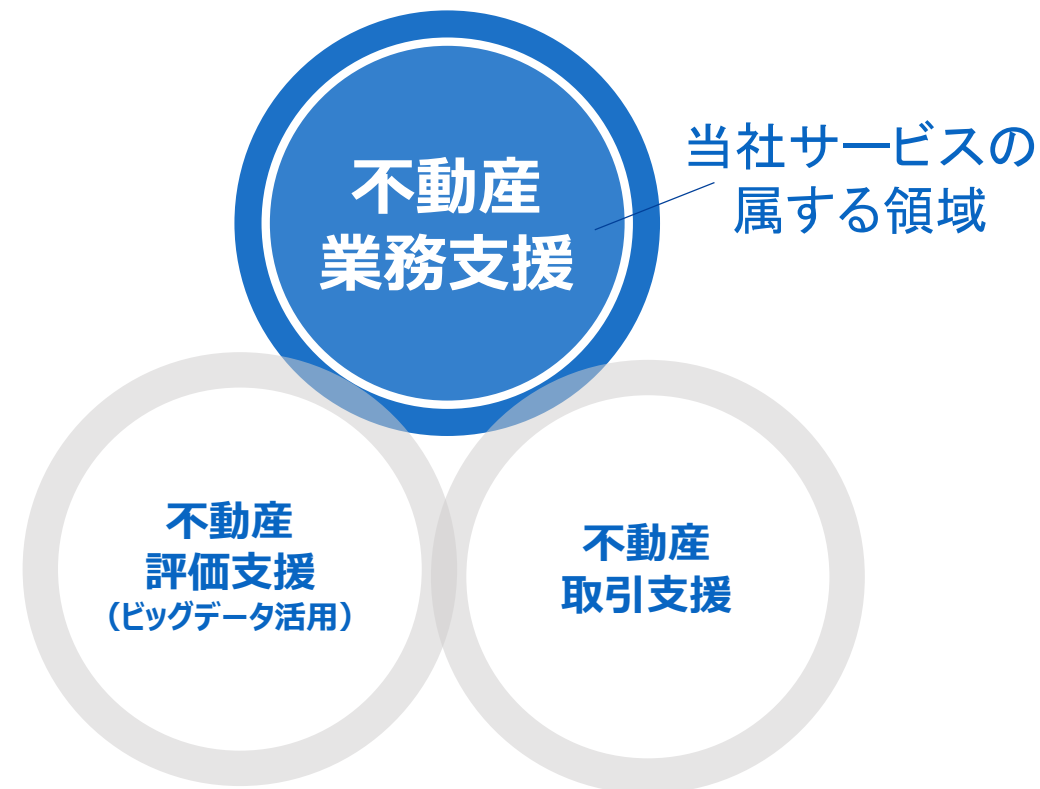 不動産
業務支援
当社サービスの
属する領域
不動産
評価支援
（ビッグデータ活用）
不動産
取引支援